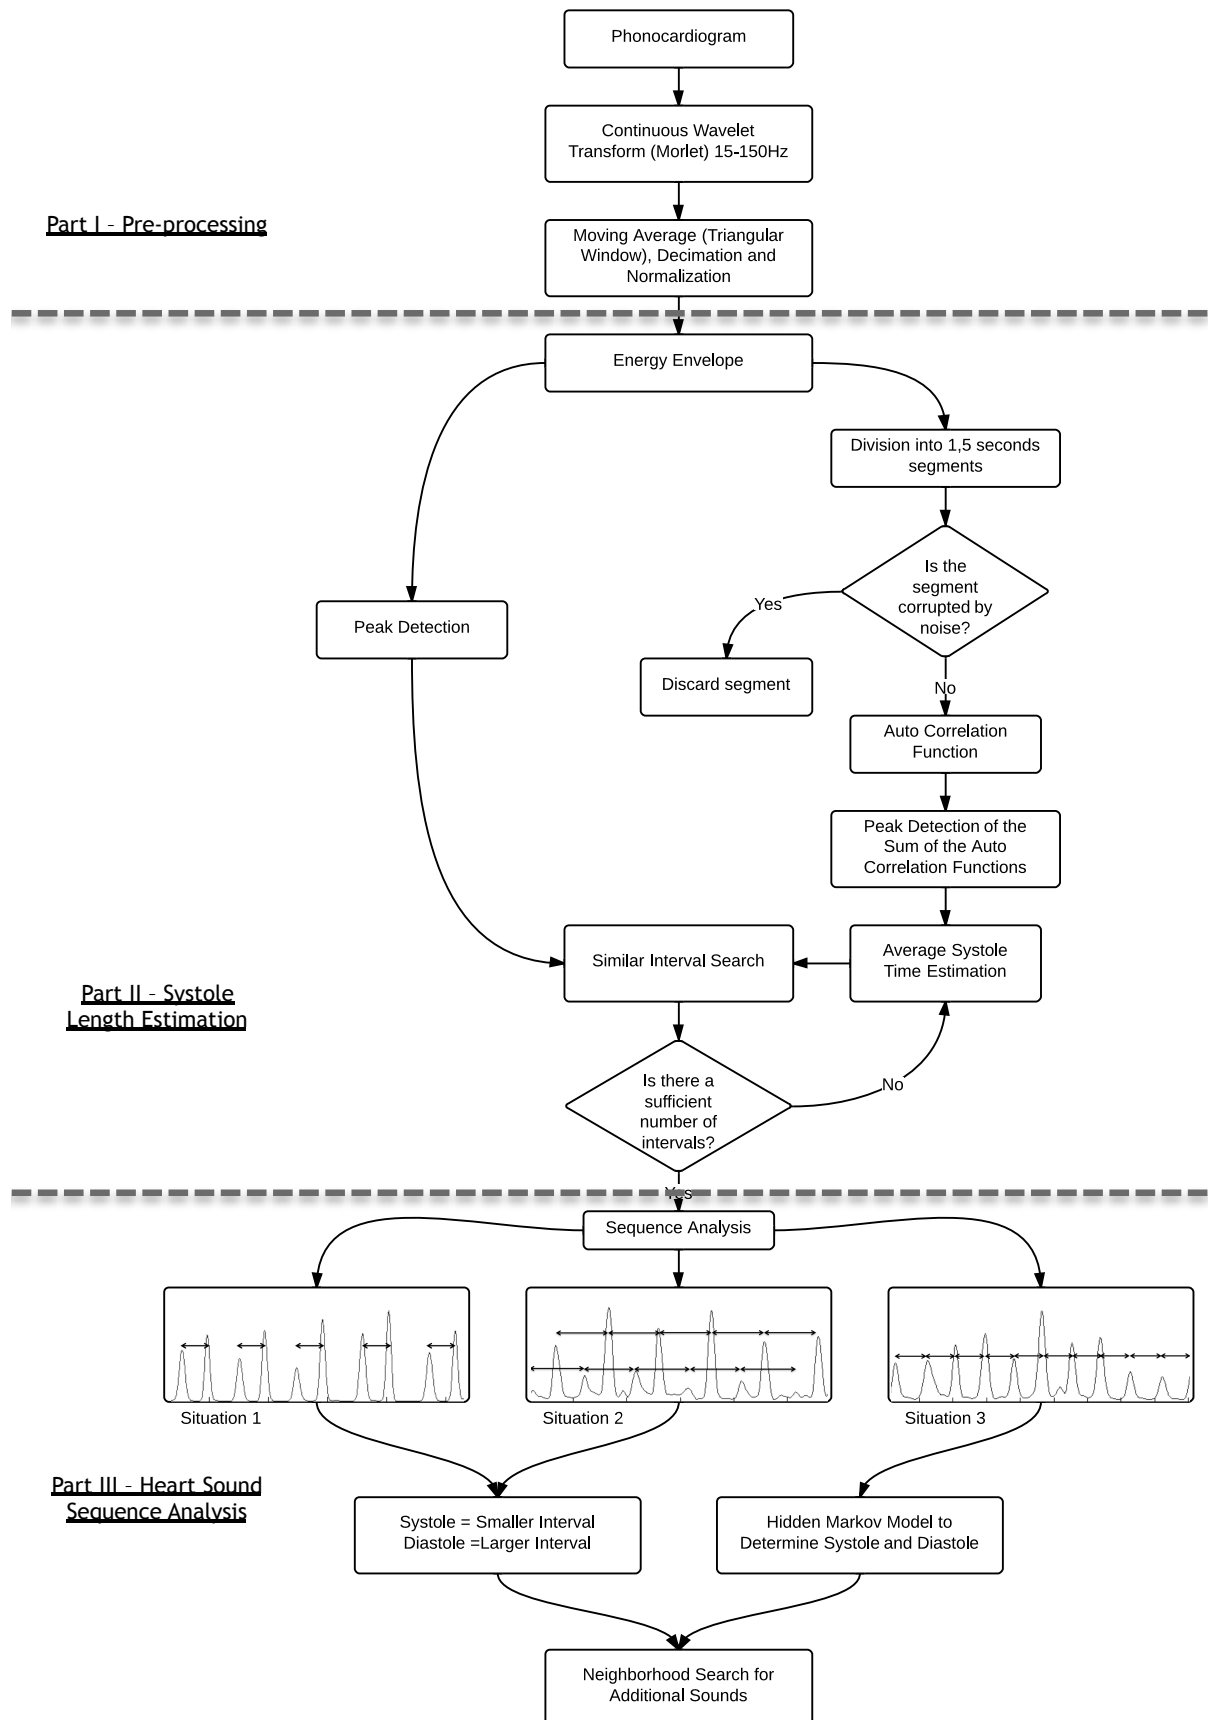 Phonocardiogram
Continuous Wavelet
Transform (Morlet) 15-150Hz
Part I - Pre-processing
Moving Average (Triangular
Window), Decimation and
Normalization
Energy Envelope
Division into 1,5 seconds
segments
Is the
segment
corrupted by
noise?
Yes
Peak Detection
Discard segment
No
Auto Correlation
Function
Peak Detection of the
Sum of the Auto
Correlation Functions
Similar Interval Search
Average Systole
Time Estimation
Part II - Systole
Length Estimation
Is there a
sufficient
number of
intervals?
No
Yes
Sequence Analysis
Situation 1
Situation 2
Situation 3
Part III - Heart Sound
Sequence Analysis
Systole = Smaller Interval
Diastole =Larger Interval
Hidden Markov Model to
Determine Systole and Diastole
Neighborhood Search for
Additional Sounds